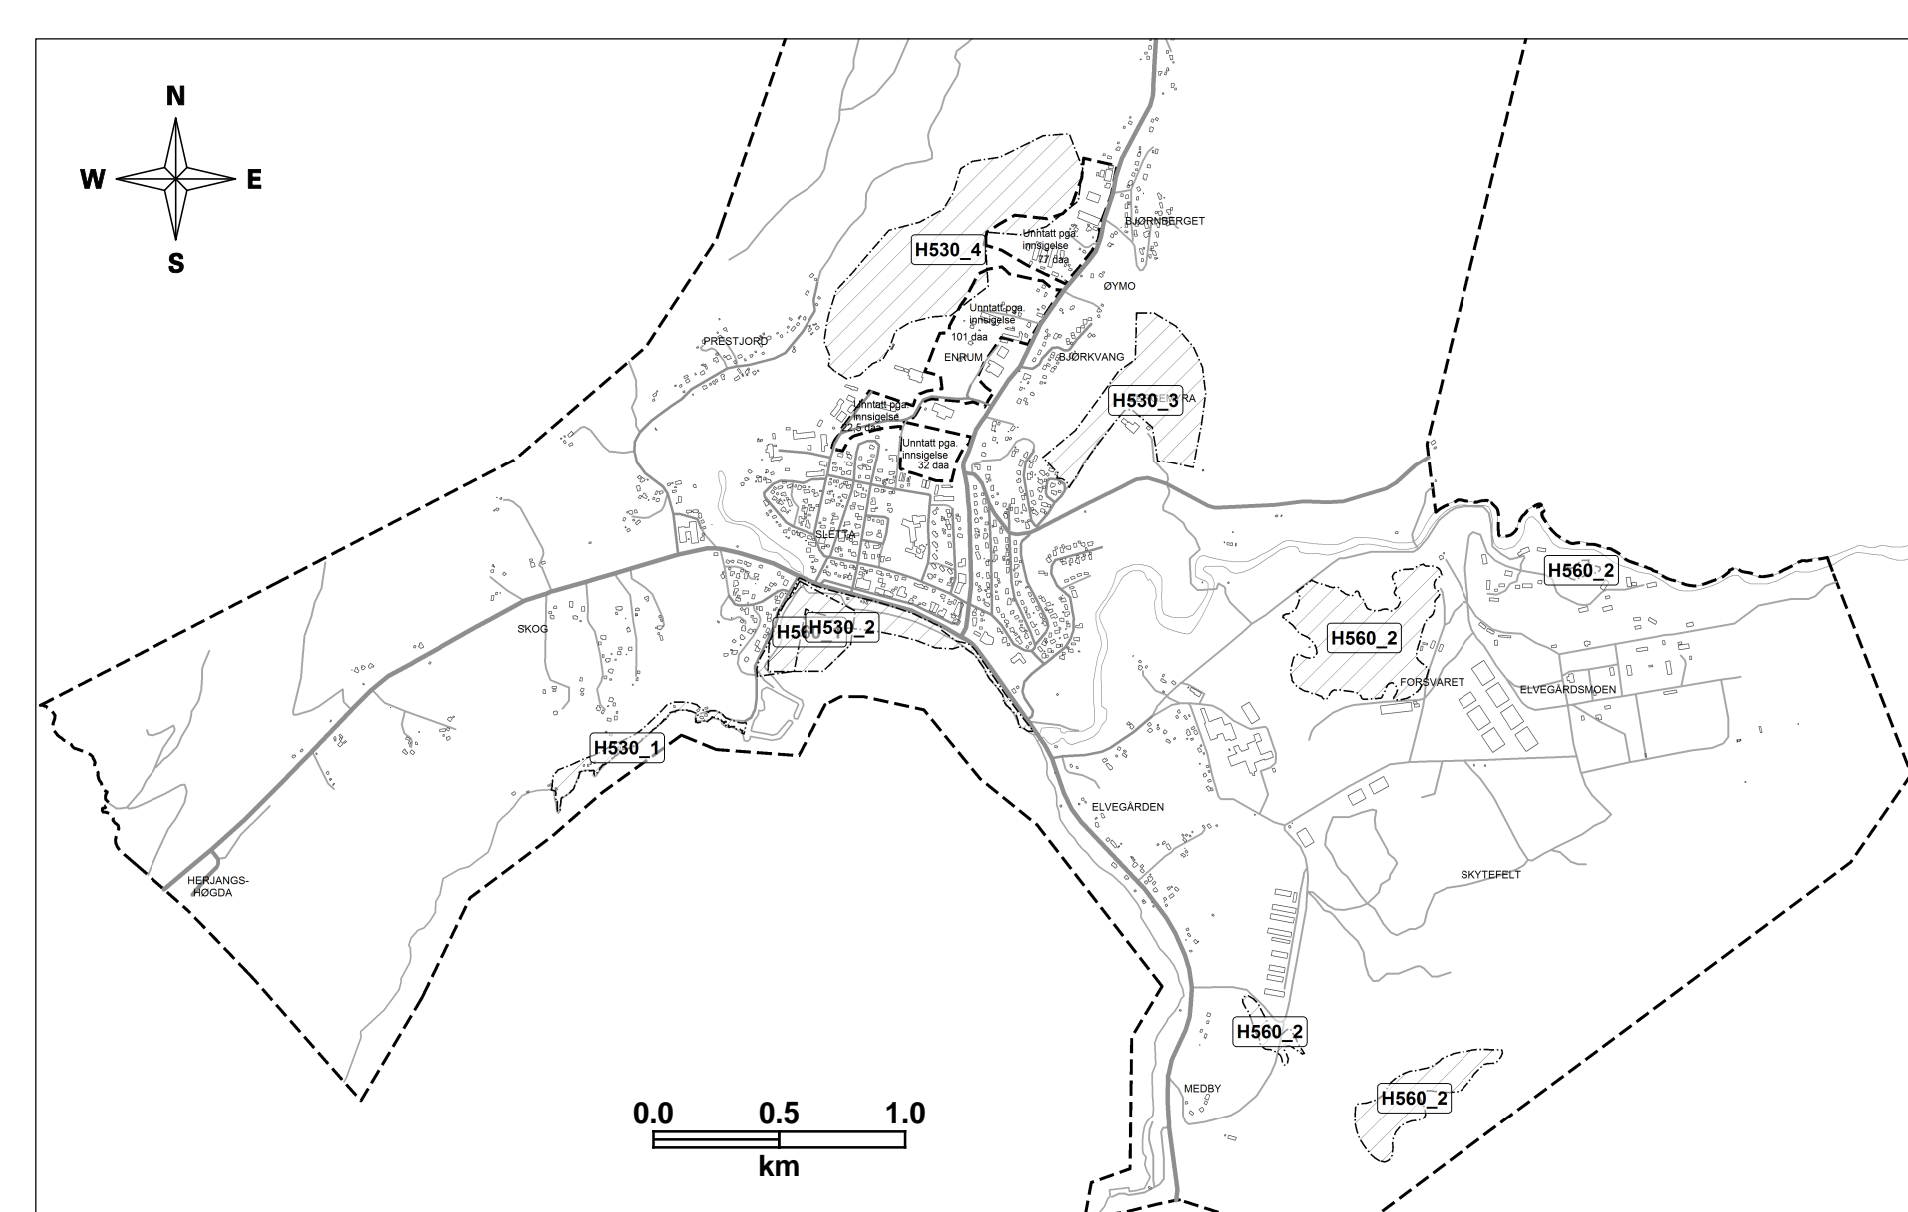 N
W E
S
BJØRNBERGET
H530_4
Unntatt pga.
innsigelse
77 daa
ØYMO
Unntatt pga.
innsigelse
101 daa
PRESTJORD
ENRUM
BJØRKVANG
H530_3
Unntatt pga.
innsigelse
22,5 daa
Unntatt pga.
innsigelse
32 daa
SLETTA
H560_2
SKOG
H530_2
H560_2
FORSVARET
ELVEGÅRDSMOEN
H530_1
ELVEGÅRDEN
HERJANGS-
HØGDA
SKYTEFELT
H560_2
MEDBY
H560_2
0.0 0.5 1.0
km